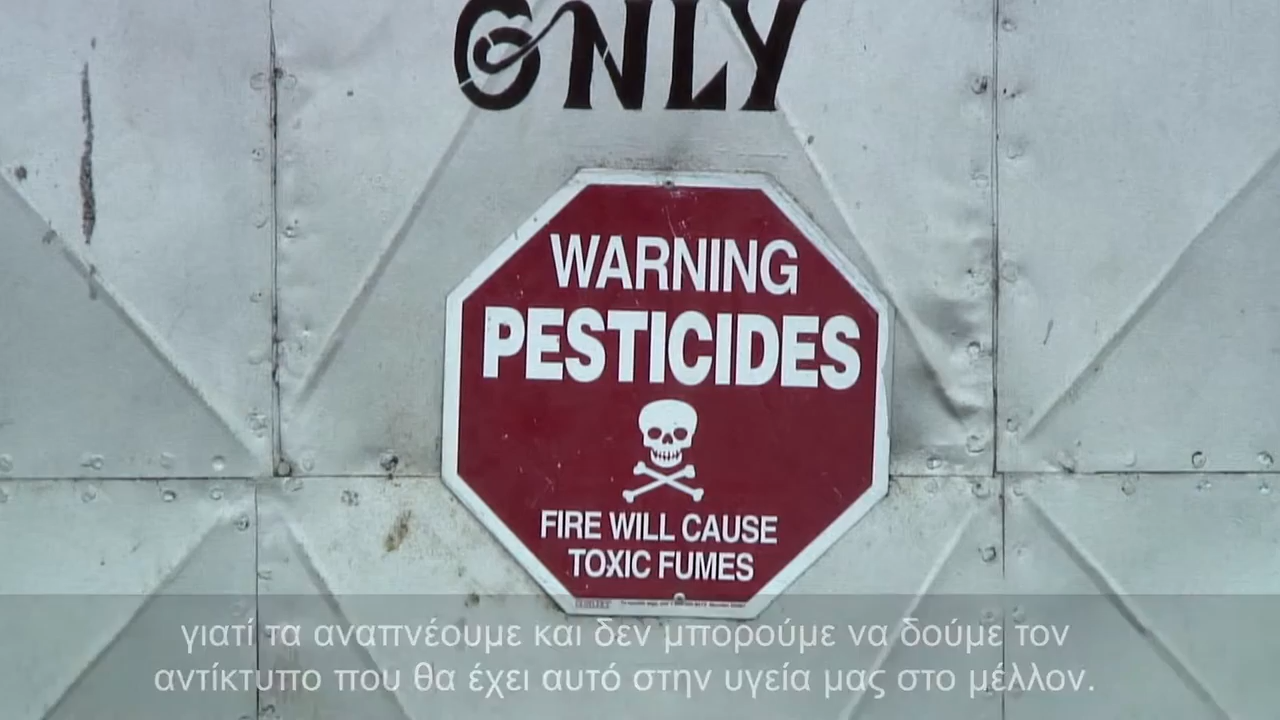 ONLY
WARNING
PESTICIDES
FIRE WILL CAUSE
TOXIC FUMES
γιατί τα αναπνέουμε και δεν μπορούμε να δούμε τον
αντίκτυπο που θα έχει αυτό στην υγεία μας στο μέλλον.